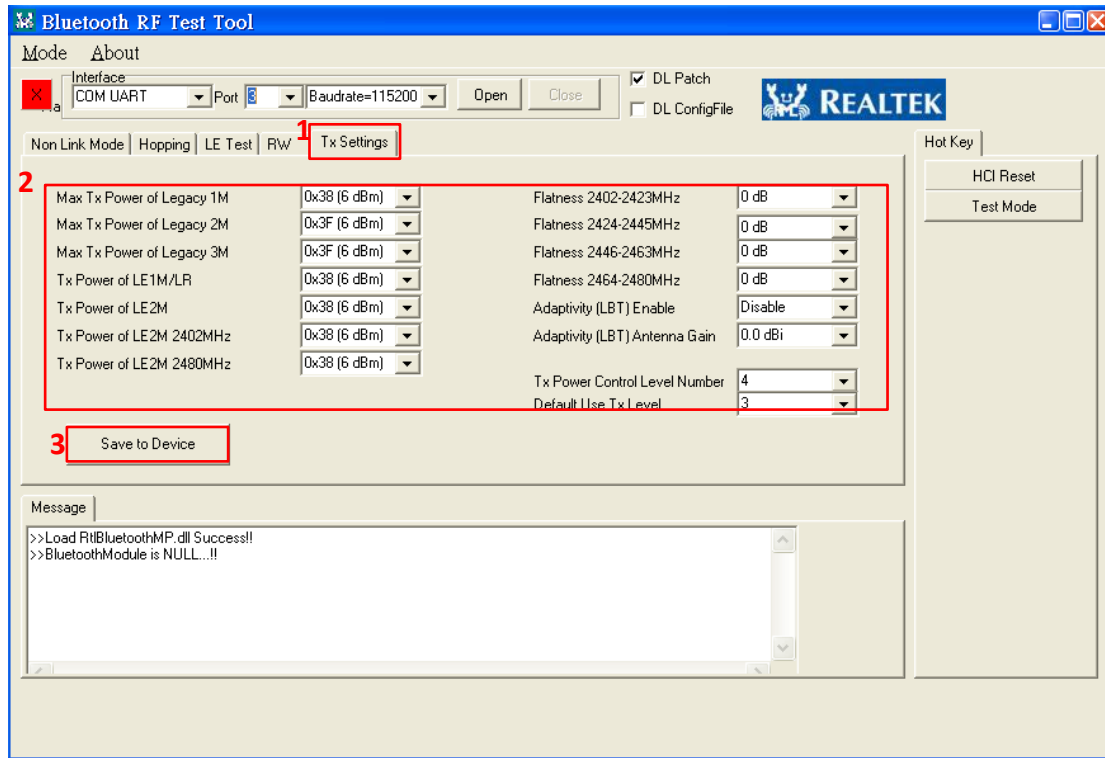 Bluetooth RF Test Tool
Mode About
Interface
COM UART Port 3 Baudrate=115200 Open Close
DL Patch
DL ConfigFile
REALTEK
X
1
Non Link Mode Hopping LE Test RW Tx Settings
Hot Key
HCI Reset
Test Mode
2
Max Tx Power of Legacy 1M 0x38 (6 dBm) Flatness 2402-2423MHz 0 dB
Max Tx Power of Legacy 2M 0x3F (6 dBm) Flatness 2424-2445MHz 0 dB
Max Tx Power of Legacy 3M 0x3F (6 dBm) Flatness 2446-2463MHz 0 dB
Tx Power of LE1M/LR 0x38 (6 dBm) Flatness 2464-2480MHz 0 dB
Tx Power of LE2M 0x38 (6 dBm) Adaptivity (LBT) Enable Disable
Tx Power of LE2M 2402MHz 0x38 (6 dBm) Adaptivity (LBT) Antenna Gain 0.0 dBi
Tx Power of LE2M 2480MHz 0x38 (6 dBm)
Tx Power Control Level Number 4
Default Use Tx Level 3
3 Save to Device
Message
>>Load RtlBluetoothMP.dll Success!!
>>BluetoothModule is NULL...!!